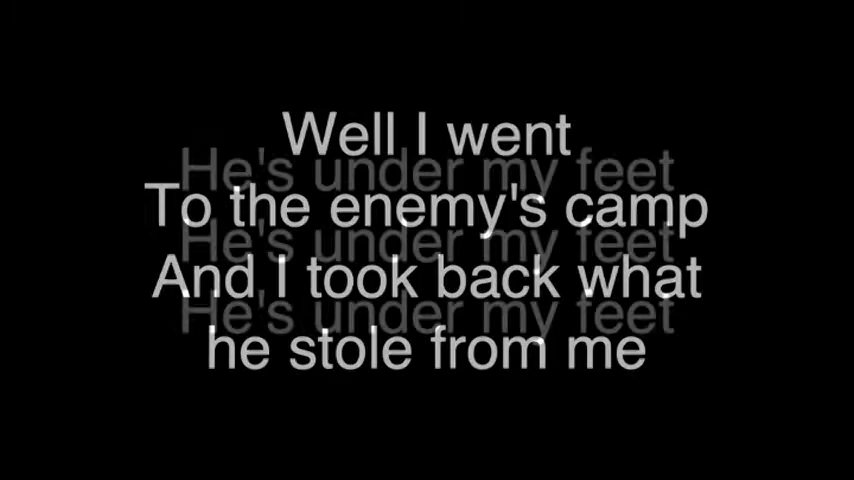 Well I went
He's under my feet
To the enemy's camp
He's under my feet
And I took back what
He's under my feet
he stole from me